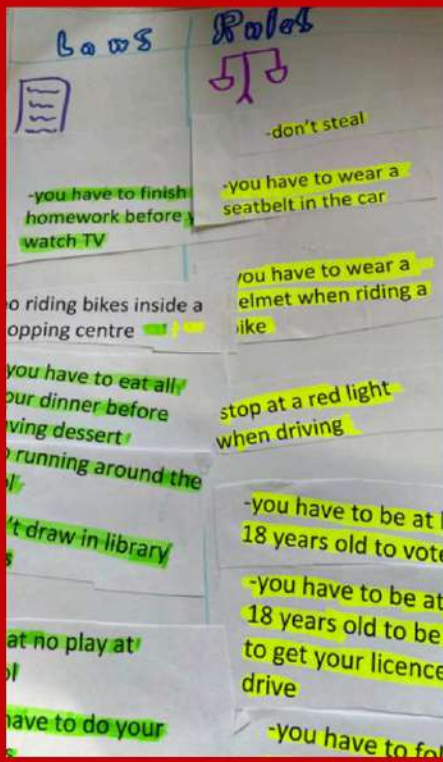 Laws
Rules
-you have to finish
homework before
watch TV
o riding bikes inside a
opping centre
you have to eat all
our dinner before
ving dessert
running around the
't draw in library
at no play at
have to do your
-don't steal
-you have to wear a
seatbelt in the car
you have to wear a
elmet when riding a
ike
stop at a red light
when driving
-you have to be at
18 years old to vote
-you have to be at
18 years old to be
to get your licence
drive
-you have to fol